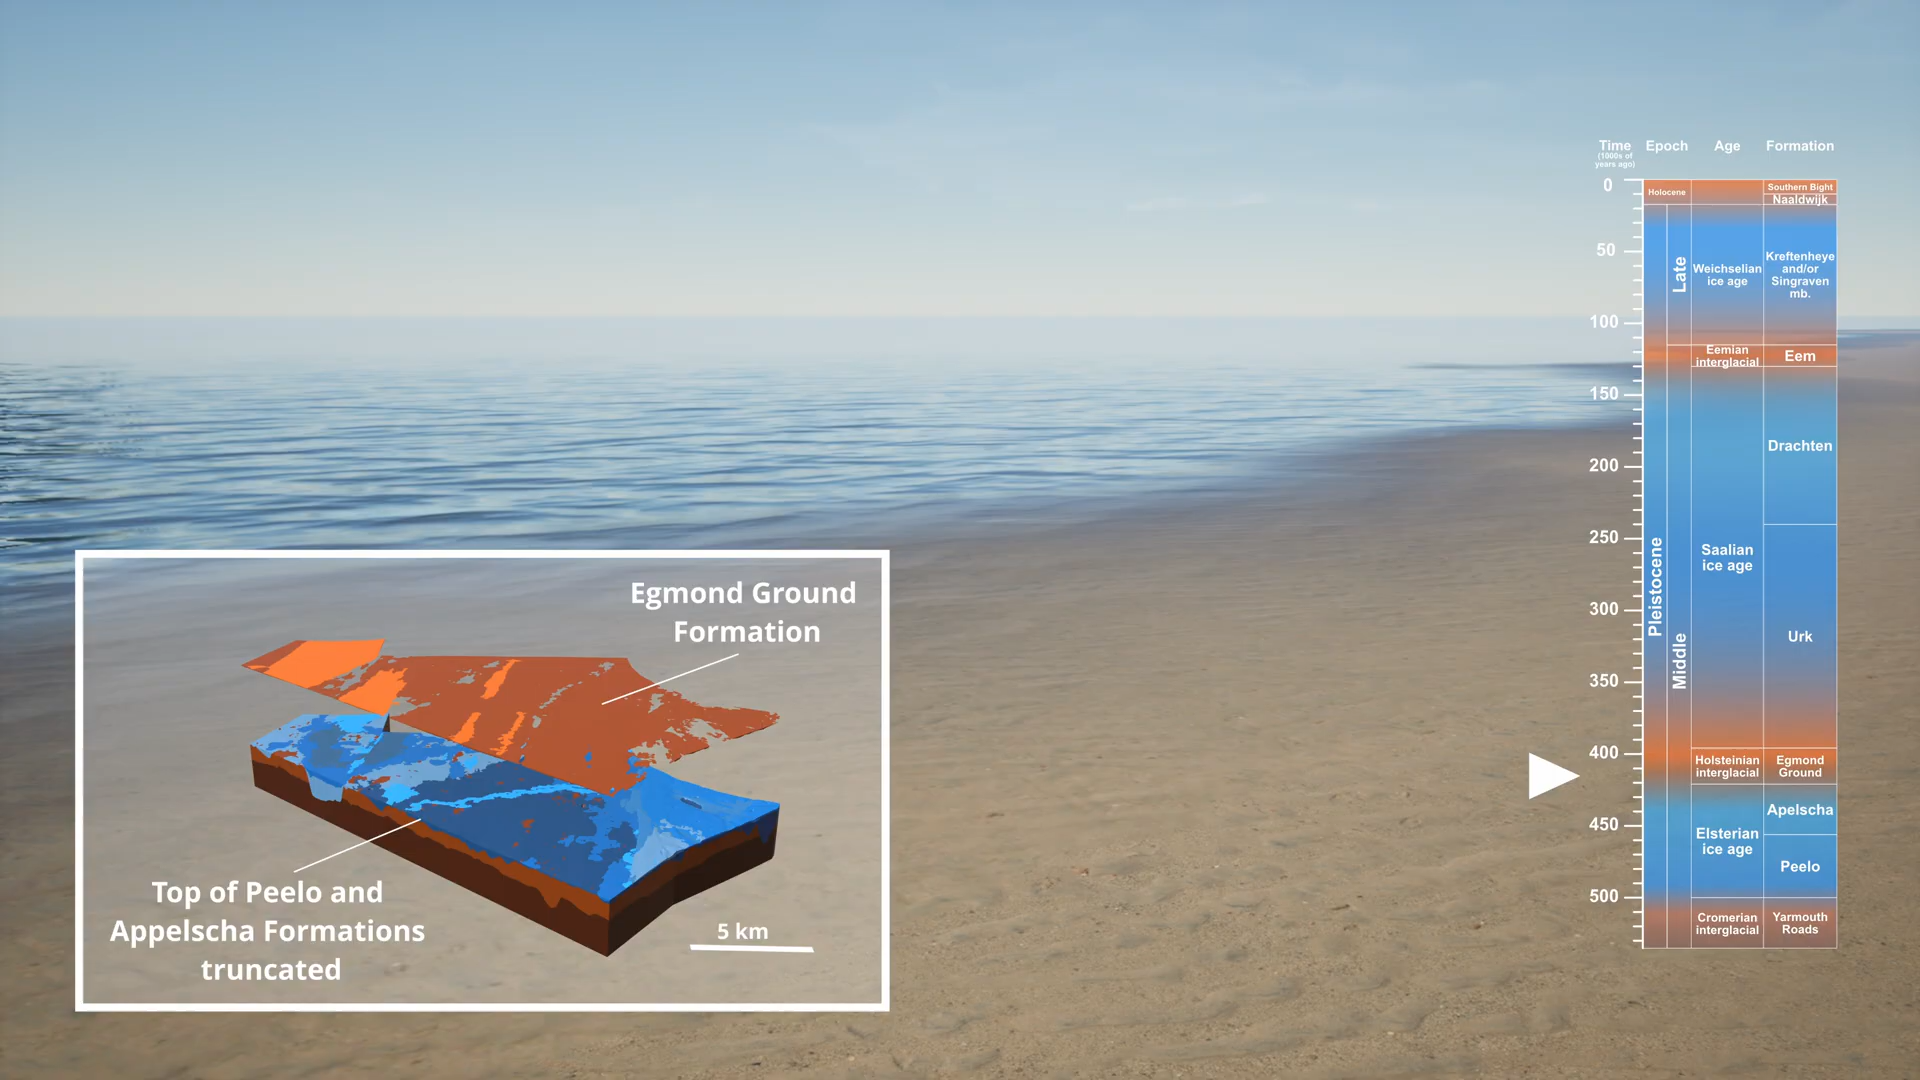 Time Epoch Age Formation
(1000s of
years ago)
0
Holocene
Southern Bight
Naaldwijk
50
Late
Weichselian
ice age
Kreftenheye
and/or
Singraven
mb.
100
Eemian
interglacial
Eem
150
Drachten
200
250
Pleistocene
Saalian
ice age
300
Middle
Urk
350
400
Holsteinian
interglacial
Egmond
Ground
Apelscha
450
Elsterian
ice age
Peelo
500
Cromerian
interglacial
Yarmouth
Roads
Egmond Ground
Formation
Top of Peelo and
Appelscha Formations
truncated
5 km